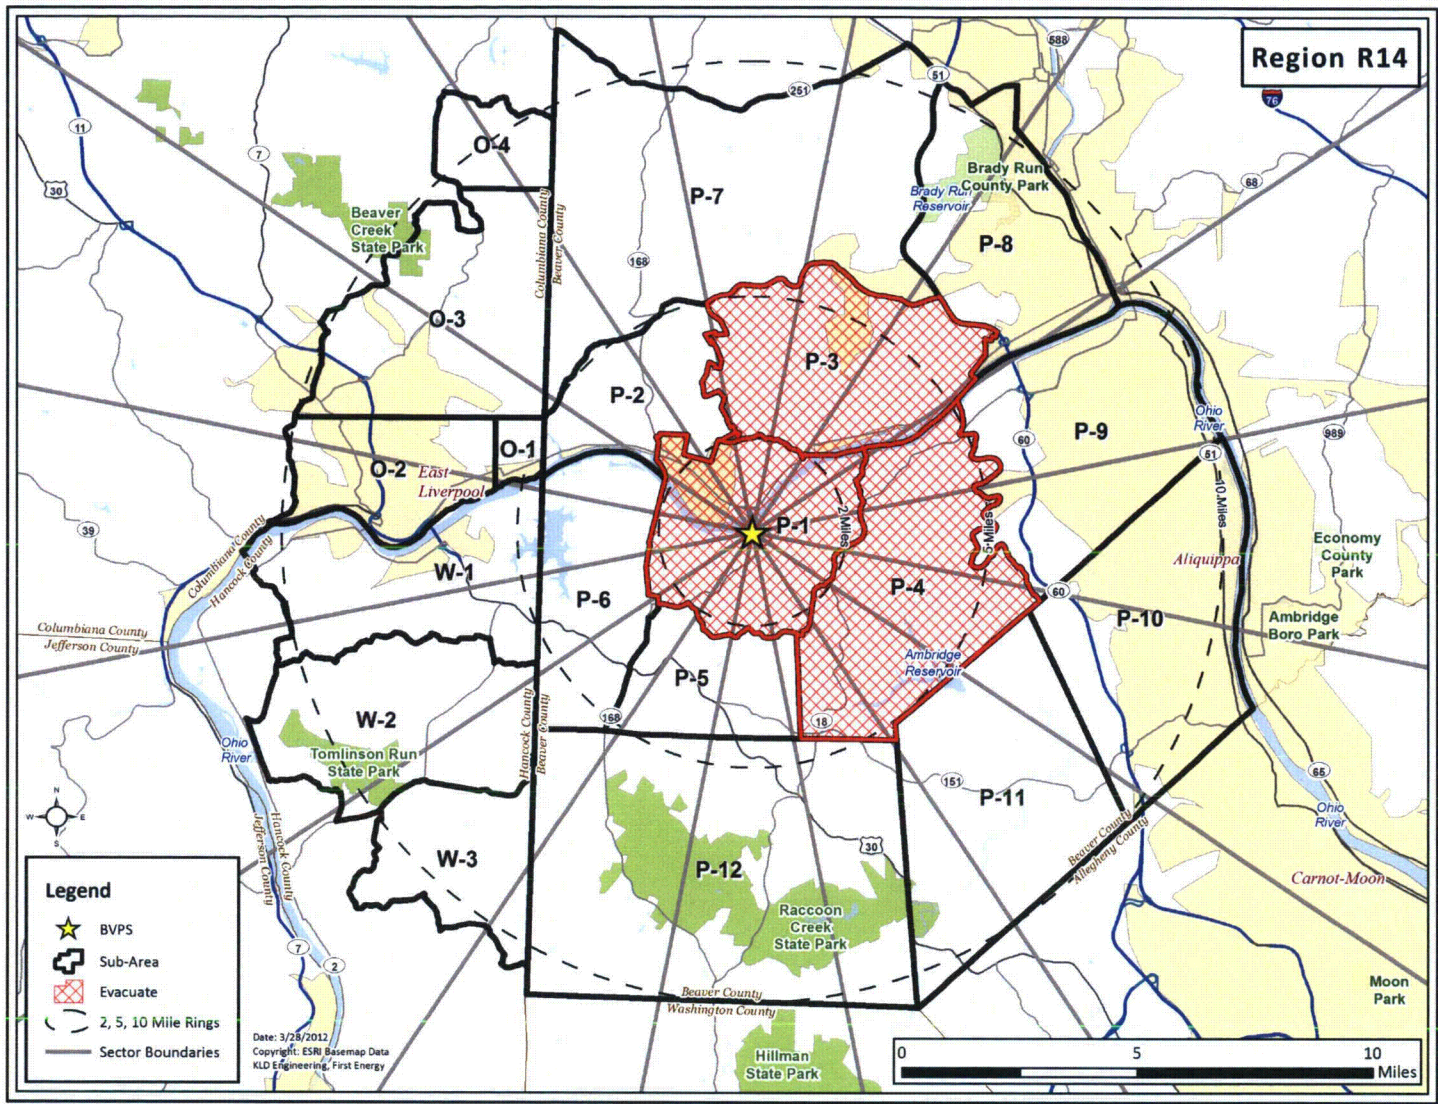 Region R14
588
51
251
76
11
7
30
O-4
68
Brady Run
County Park
Brady Run
Reservoir
P-7
Beaver
Creek
State Park
P-8
Columbiana County
Beaver County
168
O-3
P-3
P-2
Ohio
River
P-9
60
989
51
O-1
O-2
East
Liverpool
10 Miles
39
P-1
2 Miles
5 Miles
Columbiana County
Hancock County
Economy
County
Park
Aliquippa
W-1
P-4
P-6
60
P-10
Ambridge
Boro Park
Columbiana County
Jefferson County
Ambridge
Reservoir
P-5
W-2
168
18
Hancock County
Beaver County
Ohio
River
Tomlinson Run
State Park
65
151
P-11
N
W E
S
Ohio
River
Hancock County
Jefferson County
Beaver County
Allegheny County
30
W-3
P-12
Carnot-Moon
Legend
BVPS
Sub-Area
Evacuate
2, 5, 10 Mile Rings
Sector Boundaries
Raccoon
Creek
State Park
7
2
Moon
Park
Beaver County
Washington County
Date: 3/28/2012
Copyright: ESRI Basemap Data
KLD Engineering, First Energy
Hillman
State Park
0 5 10
Miles